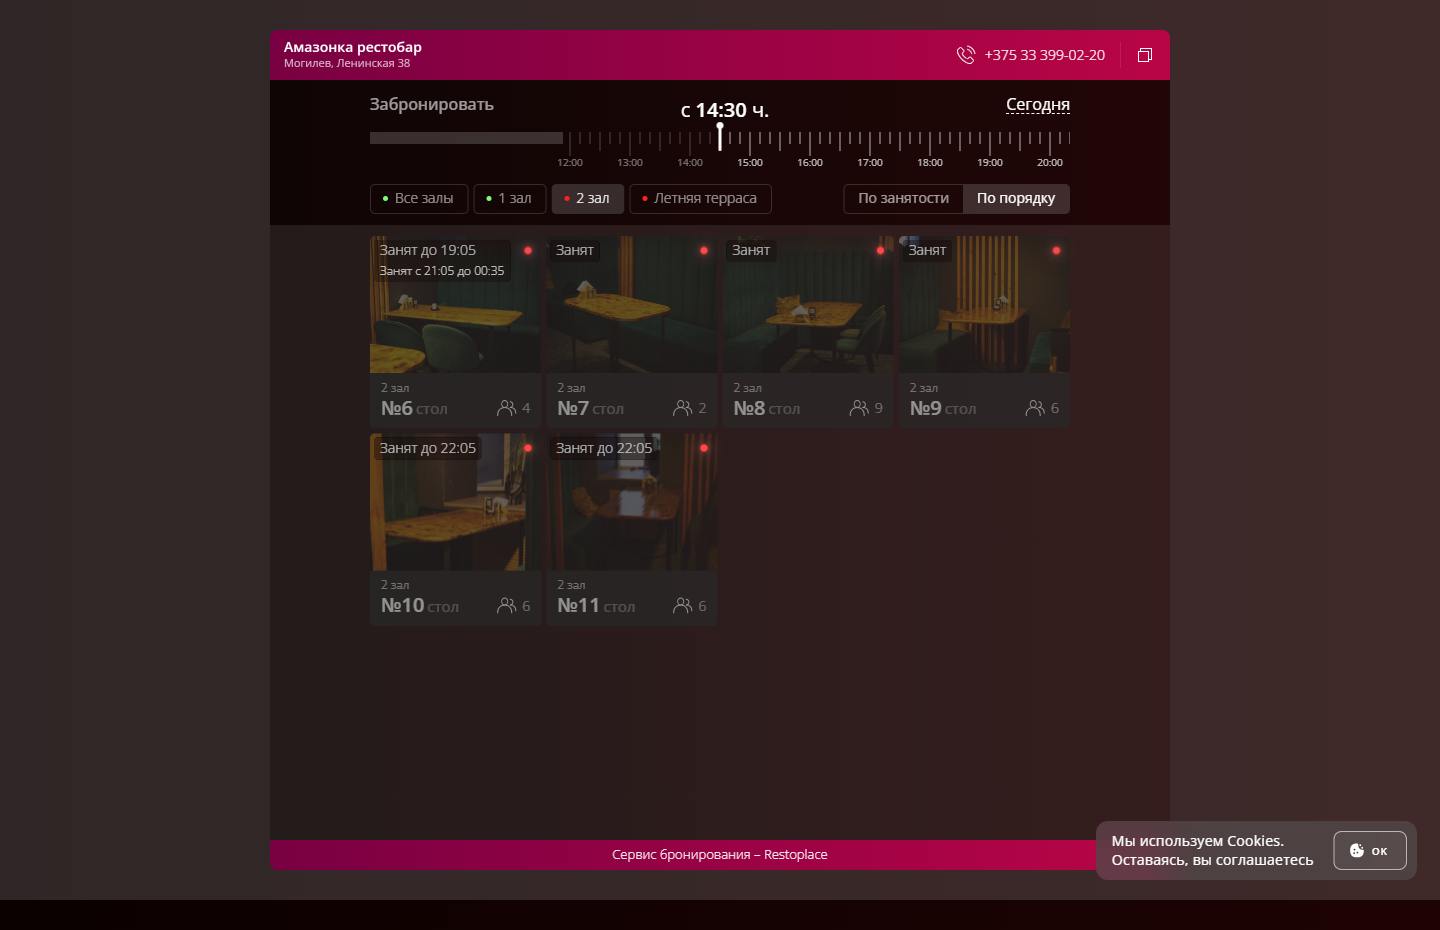 Амазонка рестобар
Могилев, Ленинская 38
+375 33 399-02-20
Забронировать
с 14:30 ч.
Сегодня
12:00 13:00 14:00 15:00 16:00 17:00 18:00 19:00 20:00
Все залы 1 зал 2 зал Летняя терраса По занятости По порядку
Занят до 19:05
Занят с 21:05 до 00:35
Занят
Занят
Занят
2 зал
№6 стол 4
2 зал
№7 стол 2
2 зал
№8 стол 9
2 зал
№9 стол 6
Занят до 22:05
Занят до 22:05
2 зал
№10 стол 6
2 зал
№11 стол 6
Сервис бронирования – Restoplace
Мы используем Cookies.
Оставаясь, вы соглашаетесь
ОК